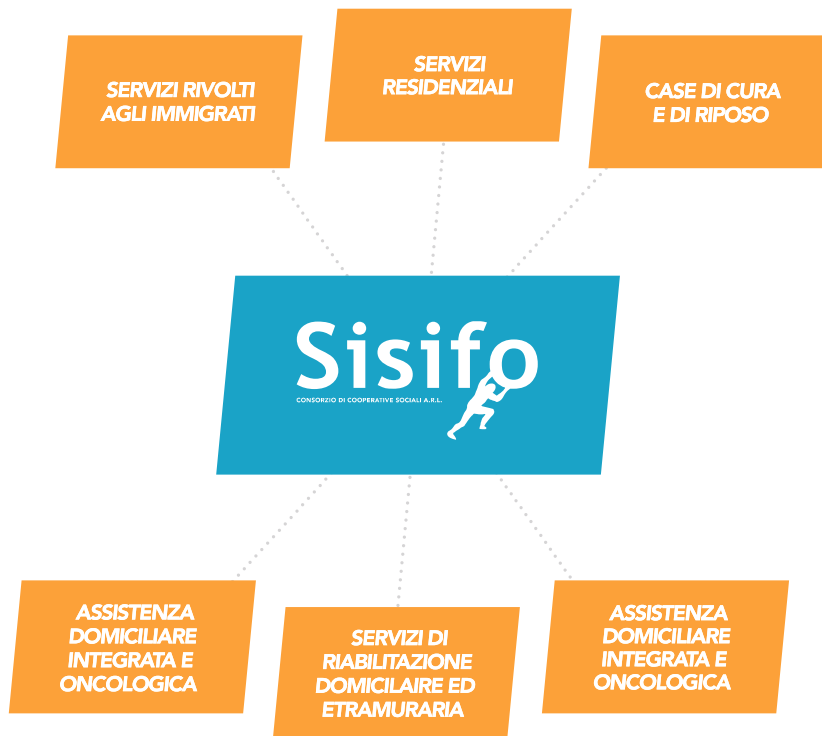 SERVIZI RIVOLTI
AGLI IMMIGRATI
SERVIZI
RESIDENZIALI
CASE DI CURA
E DI RIPOSO
Sisifo
CONSORZIO DI COOPERATIVE SOCIALI A.R.L.
ASSISTENZA
DOMICILIARE
INTEGRATA E
ONCOLOGICA
SERVIZI DI
RIABILITAZIONE
DOMICILAIRE ED
ETRAMURARIA
ASSISTENZA
DOMICILIARE
INTEGRATA E
ONCOLOGICA